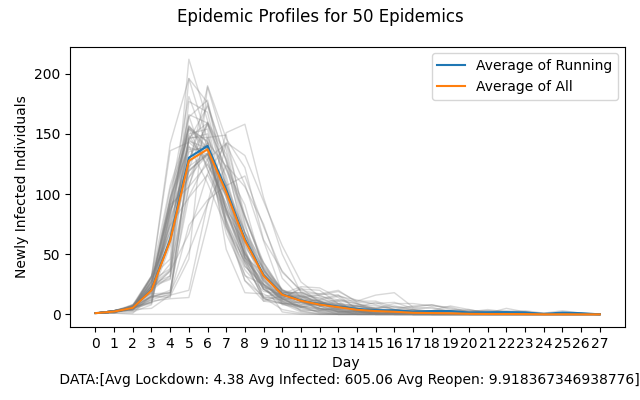 Epidemic Profiles for 50 Epidemics
Average of Running
Average of All
Newly Infected Individuals
200
150
100
50
0
0 1 2 3 4 5 6 7 8 9 10 11 12 13 14 15 16 17 18 19 20 21 22 23 24 25 26 27
Day
DATA:[Avg Lockdown: 4.38 Avg Infected: 605.06 Avg Reopen: 9.918367346938776]